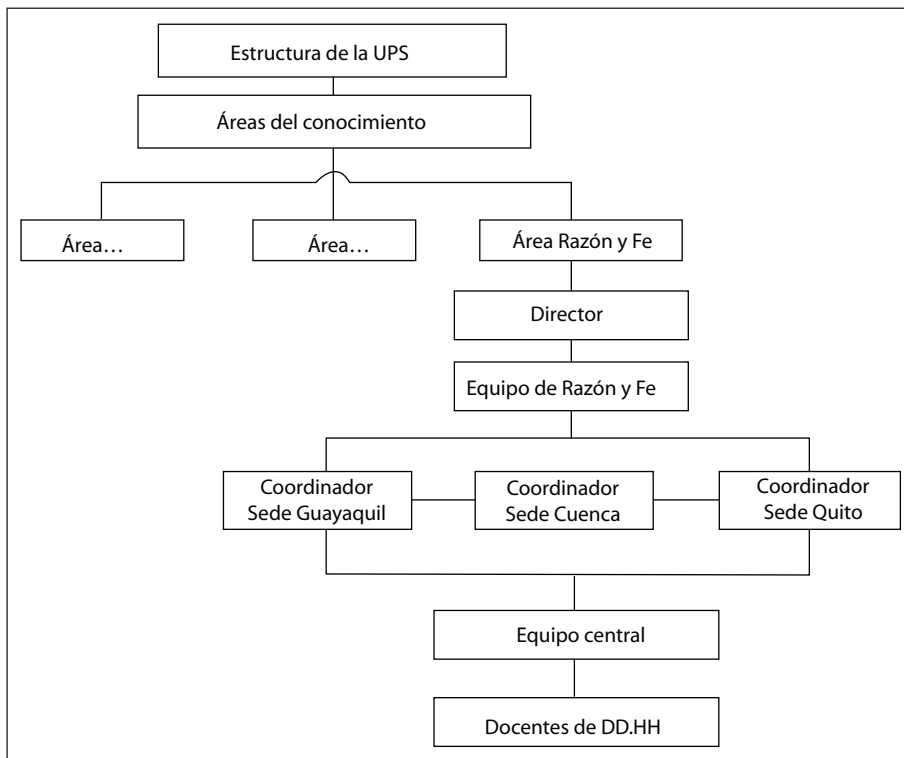 Estructura de la UPS
Áreas del conocimiento
Área…
Área…
Área Razón y Fe
Director
Equipo de Razón y Fe
Coordinador
Sede Guayaquil
Coordinador
Sede Cuenca
Coordinador
Sede Quito
Equipo central
Docentes de DD.HH